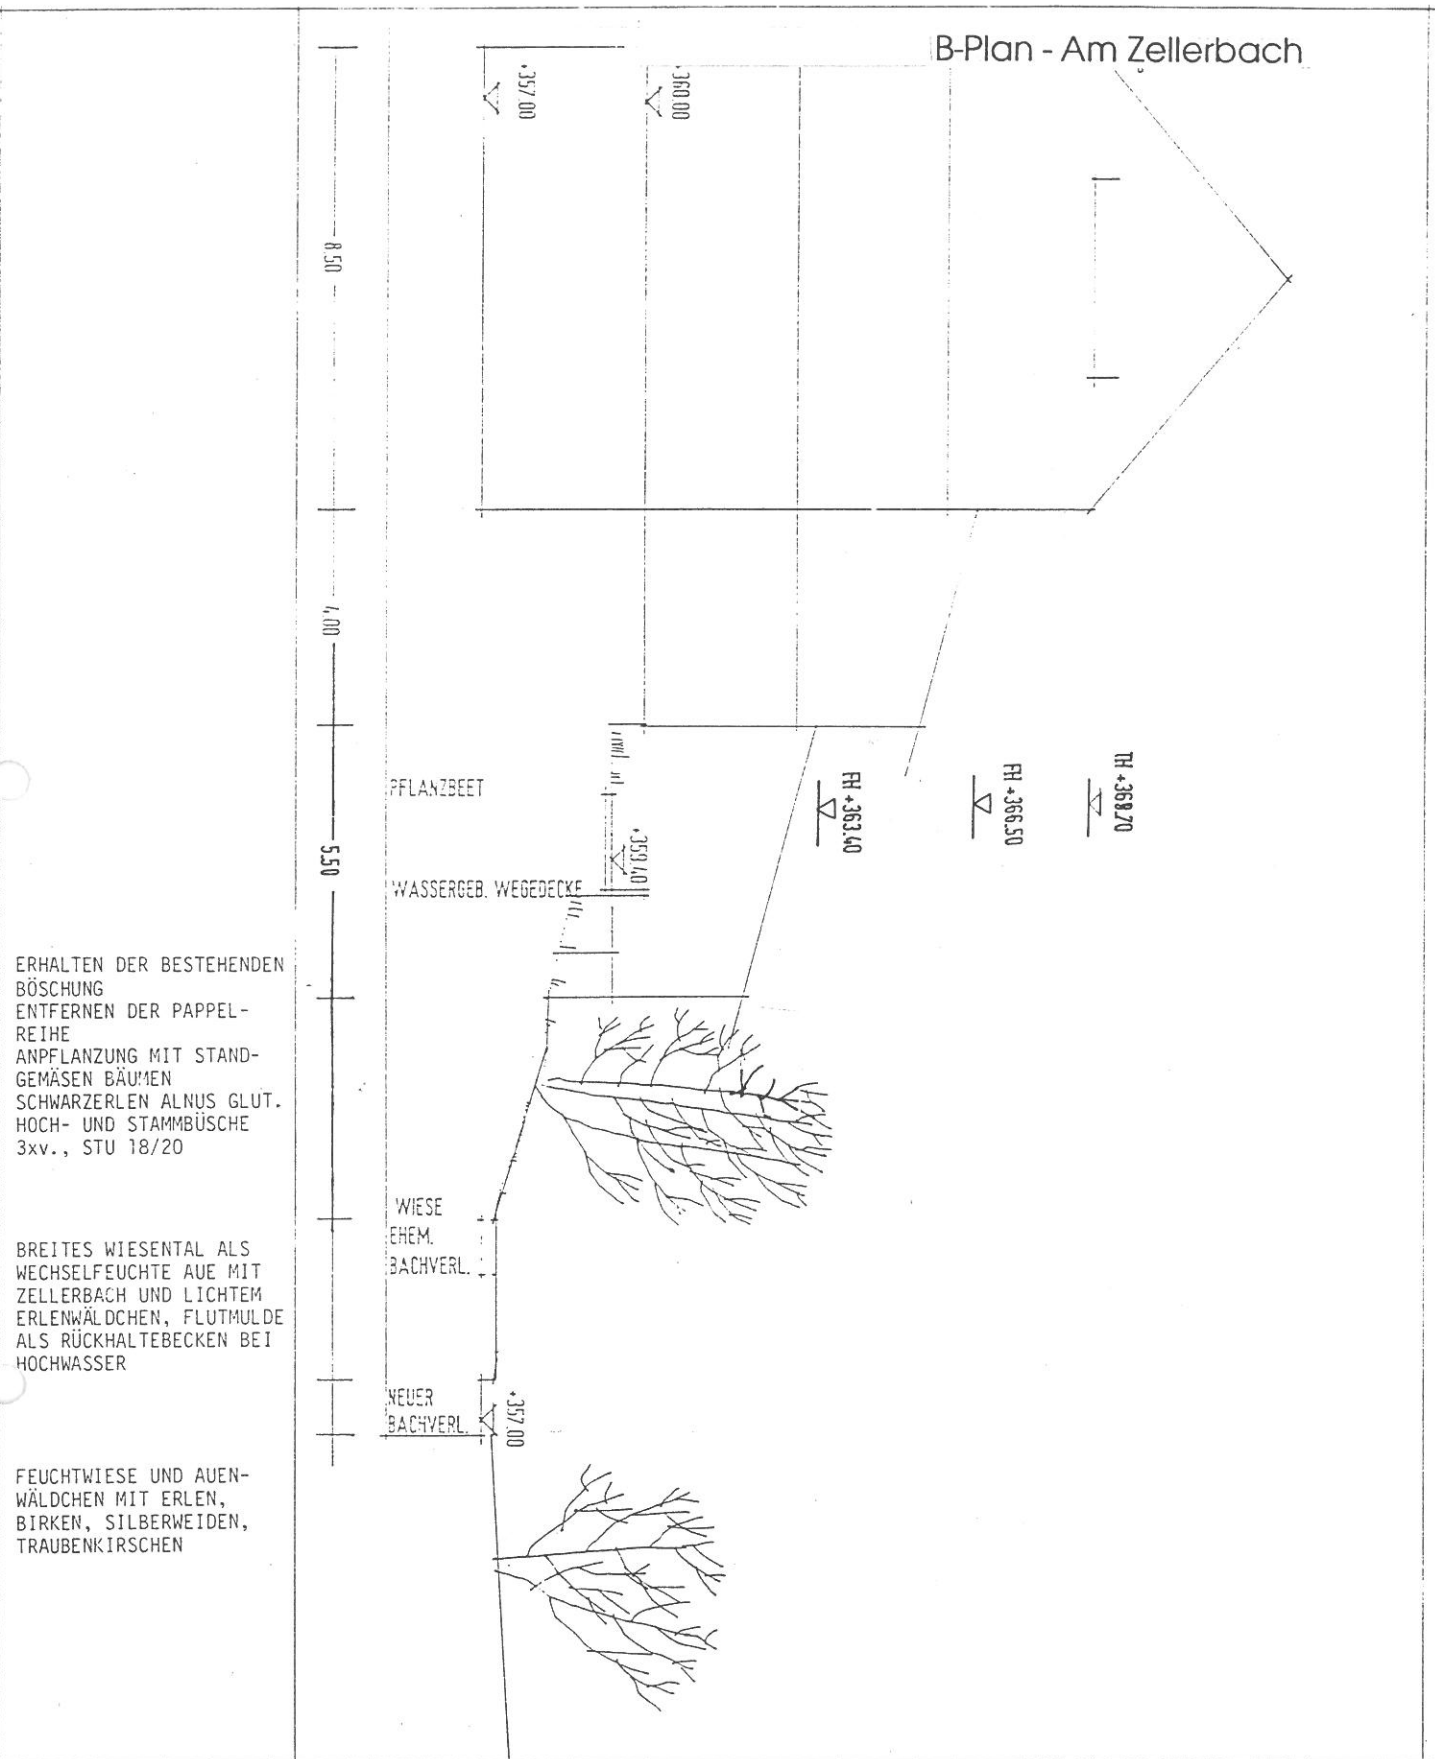 B-Plan - Am Zellerbach
+357.00
+360.00
8.50
4.00
5.50
PFLANZBEET
+359.40
WASSERGEB. WEGEDECKE
FH +363.40
FH +366.50
ERHALTEN DER BESTEHENDEN
BÖSCHUNG
ENTFERNEN DER PAPPEL-
REIHE
ANPFLANZUNG MIT STAND-
GEMÄSEN BÄUMEN
SCHWARZERLEN ALNUS GLUT.
HOCH- UND STAMMBÜSCHE
3xv., STU 18/20
WIESE
EHEM.
BACHVERL.
BREITES WIESENTAL ALS
WECHSELFEUCHTE AUE MIT
ZELLERBACH UND LICHTEM
ERLENWÄLDCHEN, FLUTMULDE
ALS RÜCKHALTEBECKEN BEI
HOCHWASSER
NEUER
BACHVERL.
+357.00
FEUCHTWIESE UND AUEN-
WÄLDCHEN MIT ERLEN,
BIRKEN, SILBERWEIDEN,
TRAUBENKIRSCHEN